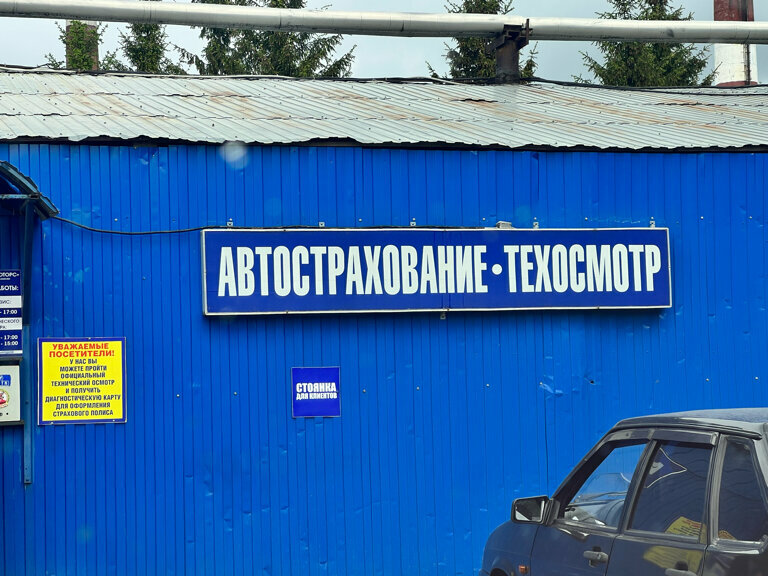 АВТОСТРАХОВАНИЕ•ТЕХОСМОТР
УВАЖАЕМЫЕ
ПОСЕТИТЕЛИ!
У НАС ВЫ
МОЖЕТЕ ПРОЙТИ
ОФИЦИАЛЬНЫЙ
ТЕХНИЧЕСКИЙ ОСМОТР
И ПОЛУЧИТЬ
ДИАГНОСТИЧЕСКУЮ КАРТУ
ДЛЯ ОФОРМЛЕНИЯ
СТРАХОВОГО ПОЛИСА
СТОЯНКА
ДЛЯ КЛИЕНТОВ
- 17:00
- 17:00
- 15:00